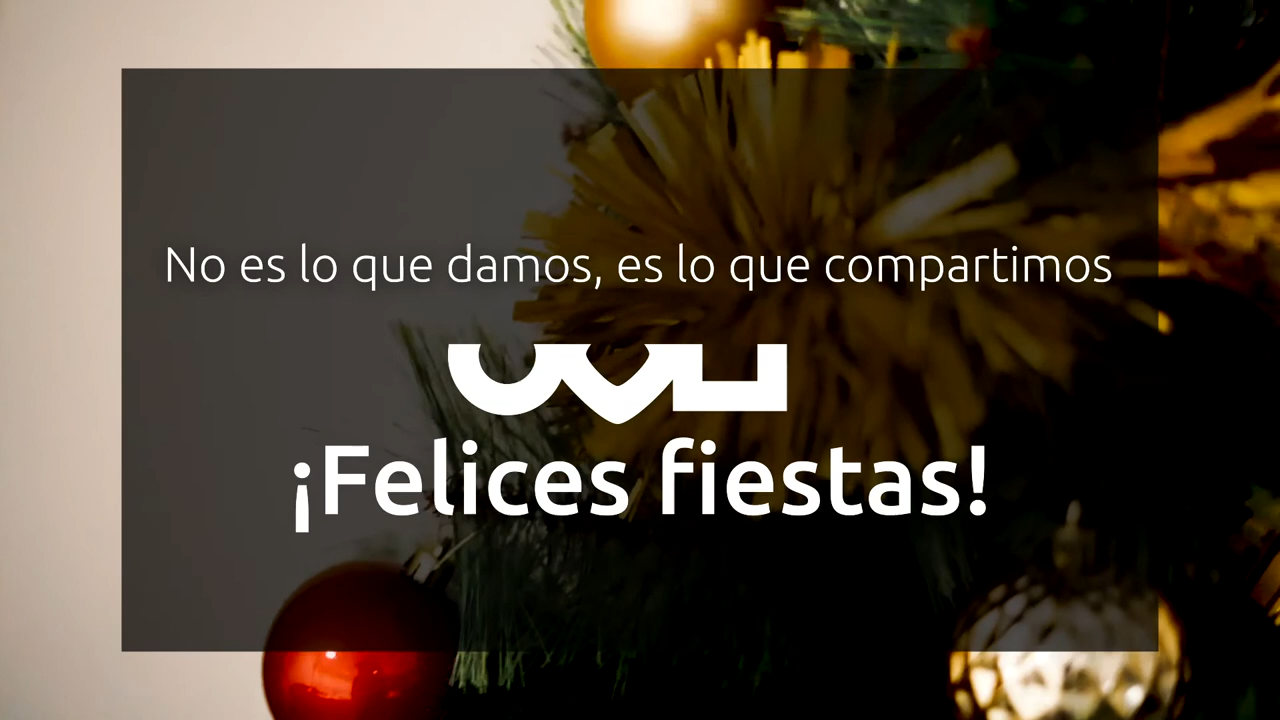 No es lo que damos, es lo que compartimos
¡Felices fiestas!